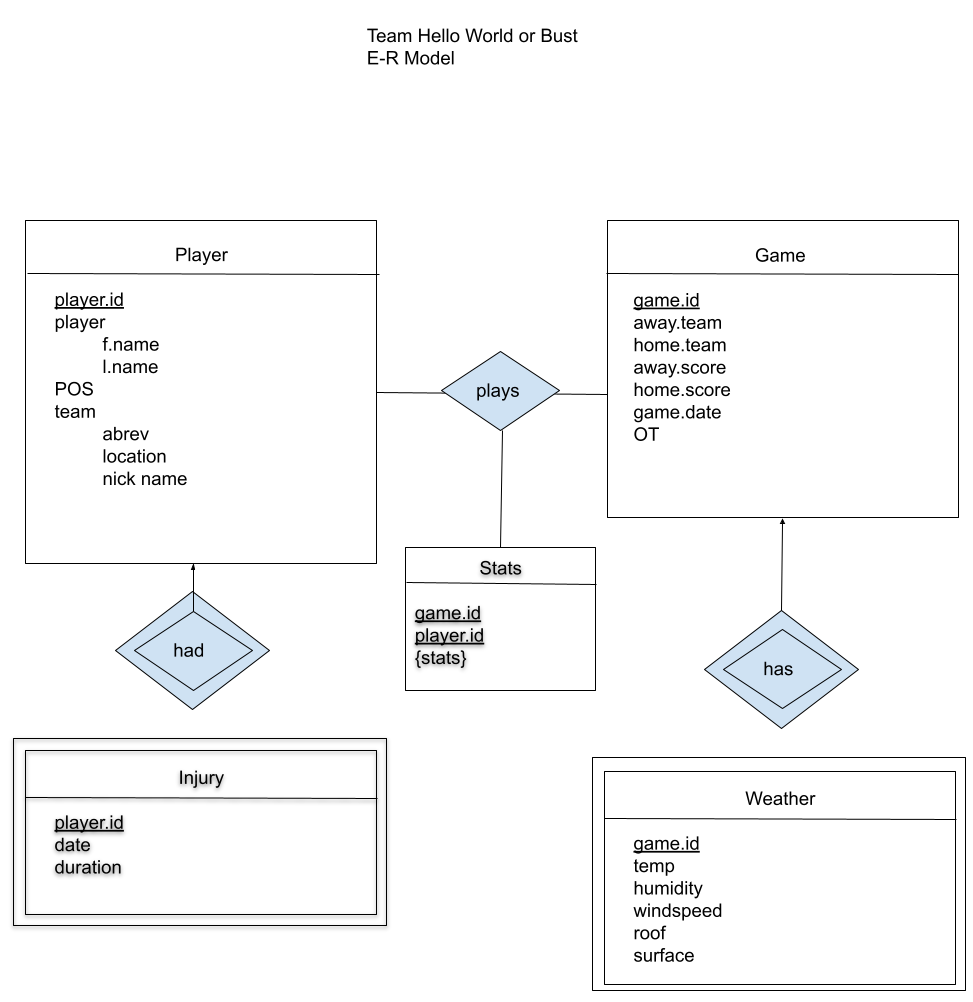 Team Hello World or Bust
E-R Model
Player
player.id
player
f.name
l.name
POS
team
abrev
location
nick name
plays
Game
game.id
away.team
home.team
away.score
home.score
game.date
OT
Stats
game.id
player.id
{stats}
had
has
Injury
player.id
date
duration
Weather
game.id
temp
humidity
windspeed
roof
surface